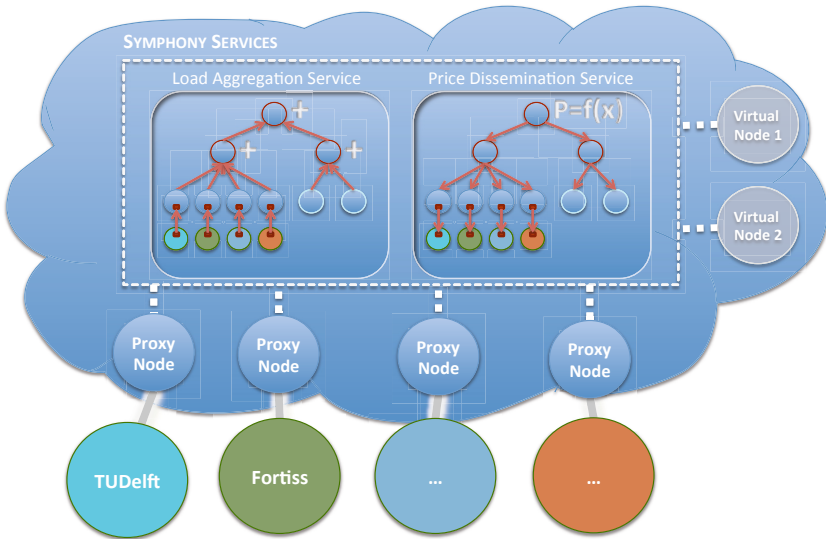 SYMPHONY SERVICES
Load Aggregation Service
Price Dissemination Service
+
P=f(x)
+
+
Virtual
Node 1
Virtual
Node 2
Proxy
Node
Proxy
Node
Proxy
Node
Proxy
Node
TUDelft
Fortiss
...
...